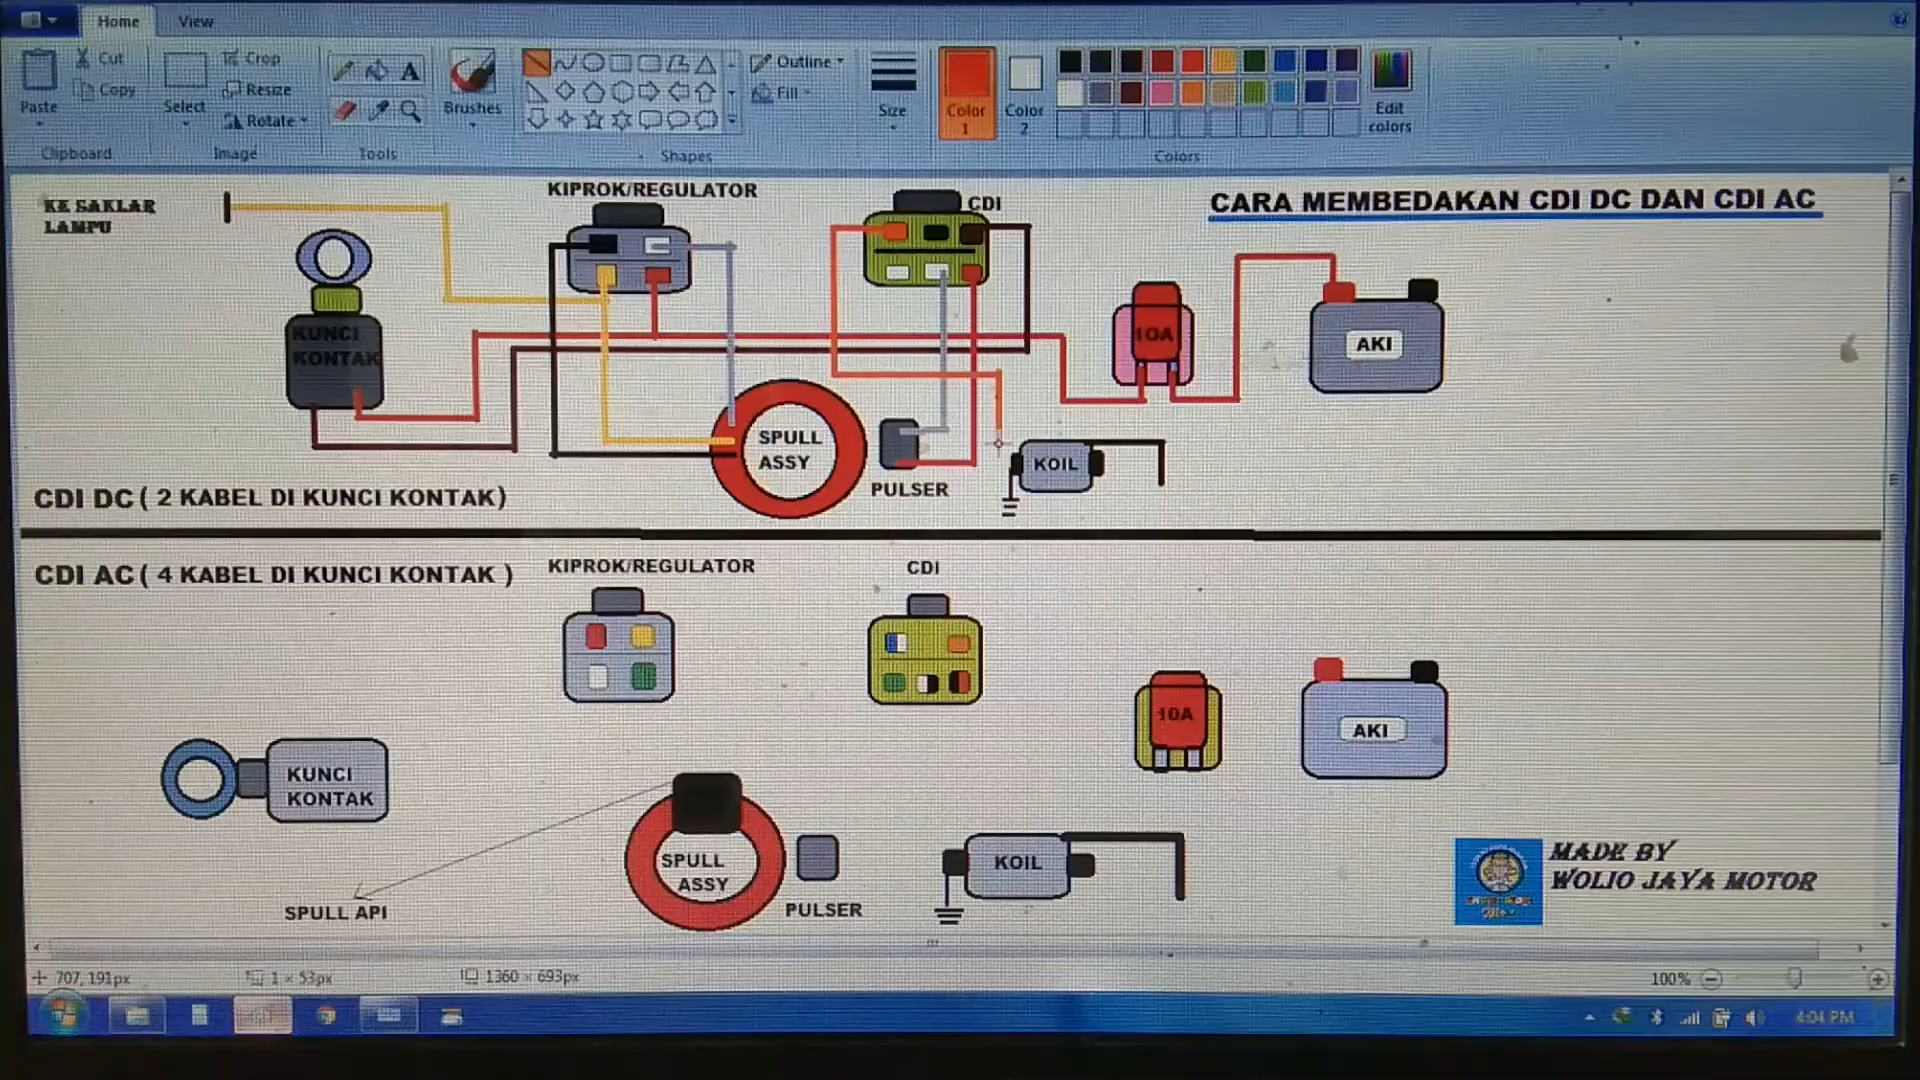 Home
View
Paste
Cut
Copy
Clipboard
Select
Crop
Resize
Rotate
Image
A
Tools
Brushes
Shapes
Outline
Fill
Size
Color
1
Color
2
Edit
colors
Colors
KE SAKLAR
LAMPU
KIPROK/REGULATOR
CDI
CARA MEMBEDAKAN CDI DC DAN CDI AC
KUNCI
KONTAK
10A
AKI
SPULL
ASSY
PULSER
KOIL
CDI DC ( 2 KABEL DI KUNCI KONTAK)
CDI AC ( 4 KABEL DI KUNCI KONTAK )
KIPROK/REGULATOR
CDI
10A
AKI
KUNCI
KONTAK
SPULL
ASSY
PULSER
KOIL
SPULL API
MADE BY
WOLIO JAYA MOTOR
707, 191px
1 × 53px
1360 × 693px
100%
4:04 PM